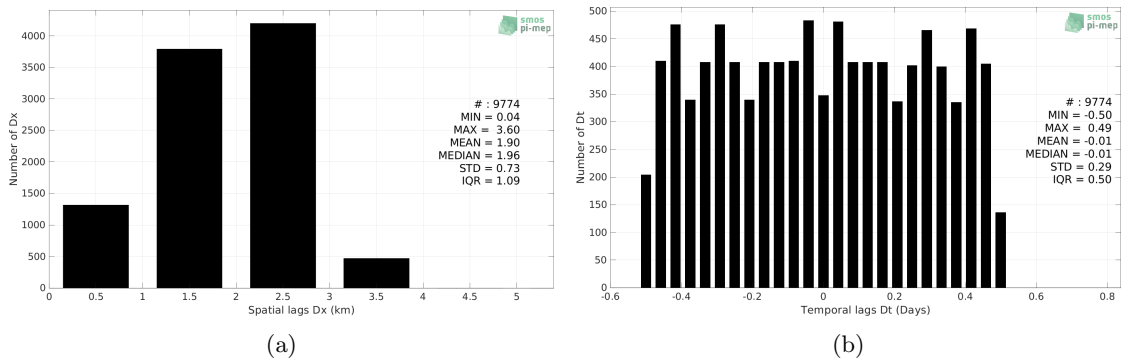 smos
pi-mep
4000
3500
3000
2500
2000
1500
1000
500
0
Number of Dx
# : 9774
MIN = 0.04
MAX = 3.60
MEAN = 1.90
MEDIAN = 1.96
STD = 0.73
IQR = 1.09
0 0.5 1 1.5 2 2.5 3 3.5 4 4.5 5
Spatial lags Dx (km)
(a)
smos
pi-mep
500
450
400
350
300
250
200
150
100
50
0
Number of Dt
# : 9774
MIN = -0.50
MAX = 0.49
MEAN = -0.01
MEDIAN = -0.01
STD = 0.29
IQR = 0.50
-0.6 -0.4 -0.2 0 0.2 0.4 0.6 0.8
Temporal lags Dt (Days)
(b)